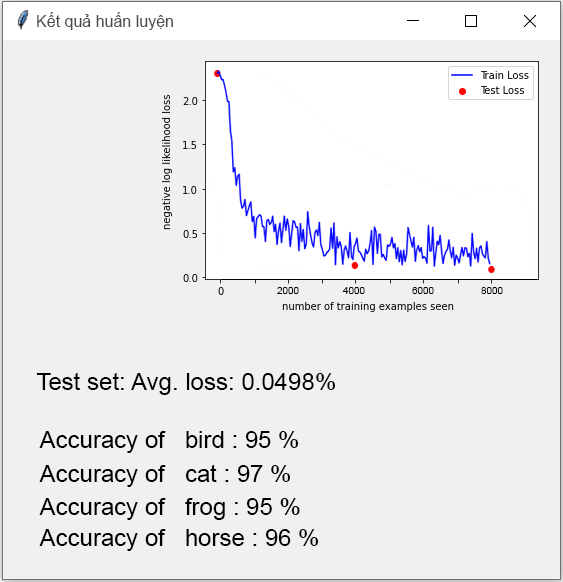 Kết quả huấn luyện
Train Loss
Test Loss
negative log likelihood loss
2.0
1.5
1.0
0.5
0.0
0 2000 4000 6000 8000
number of training examples seen
Test set: Avg. loss: 0.0498%
Accuracy of bird : 95 %
Accuracy of cat : 97 %
Accuracy of frog : 95 %
Accuracy of horse : 96 %